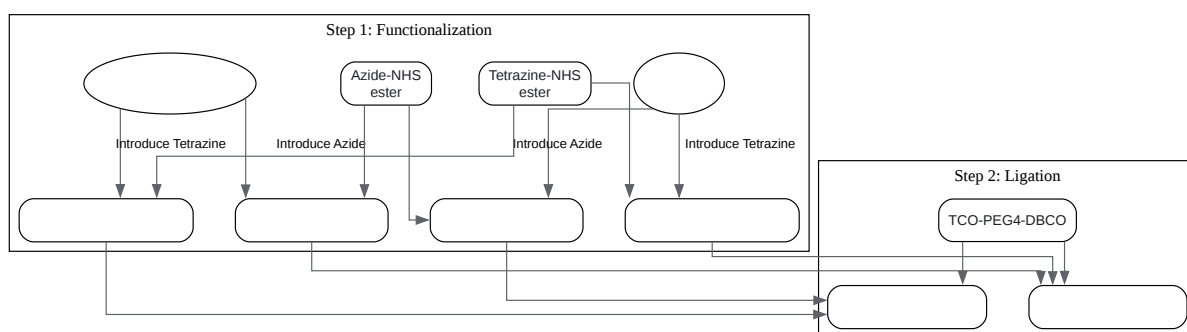 Step 1: Functionalization
Azide-NHS
ester
Tetrazine-NHS
ester
Introduce Tetrazine
Introduce Azide
Introduce Azide
Introduce Tetrazine
Step 2: Ligation
TCO-PEG4-DBCO